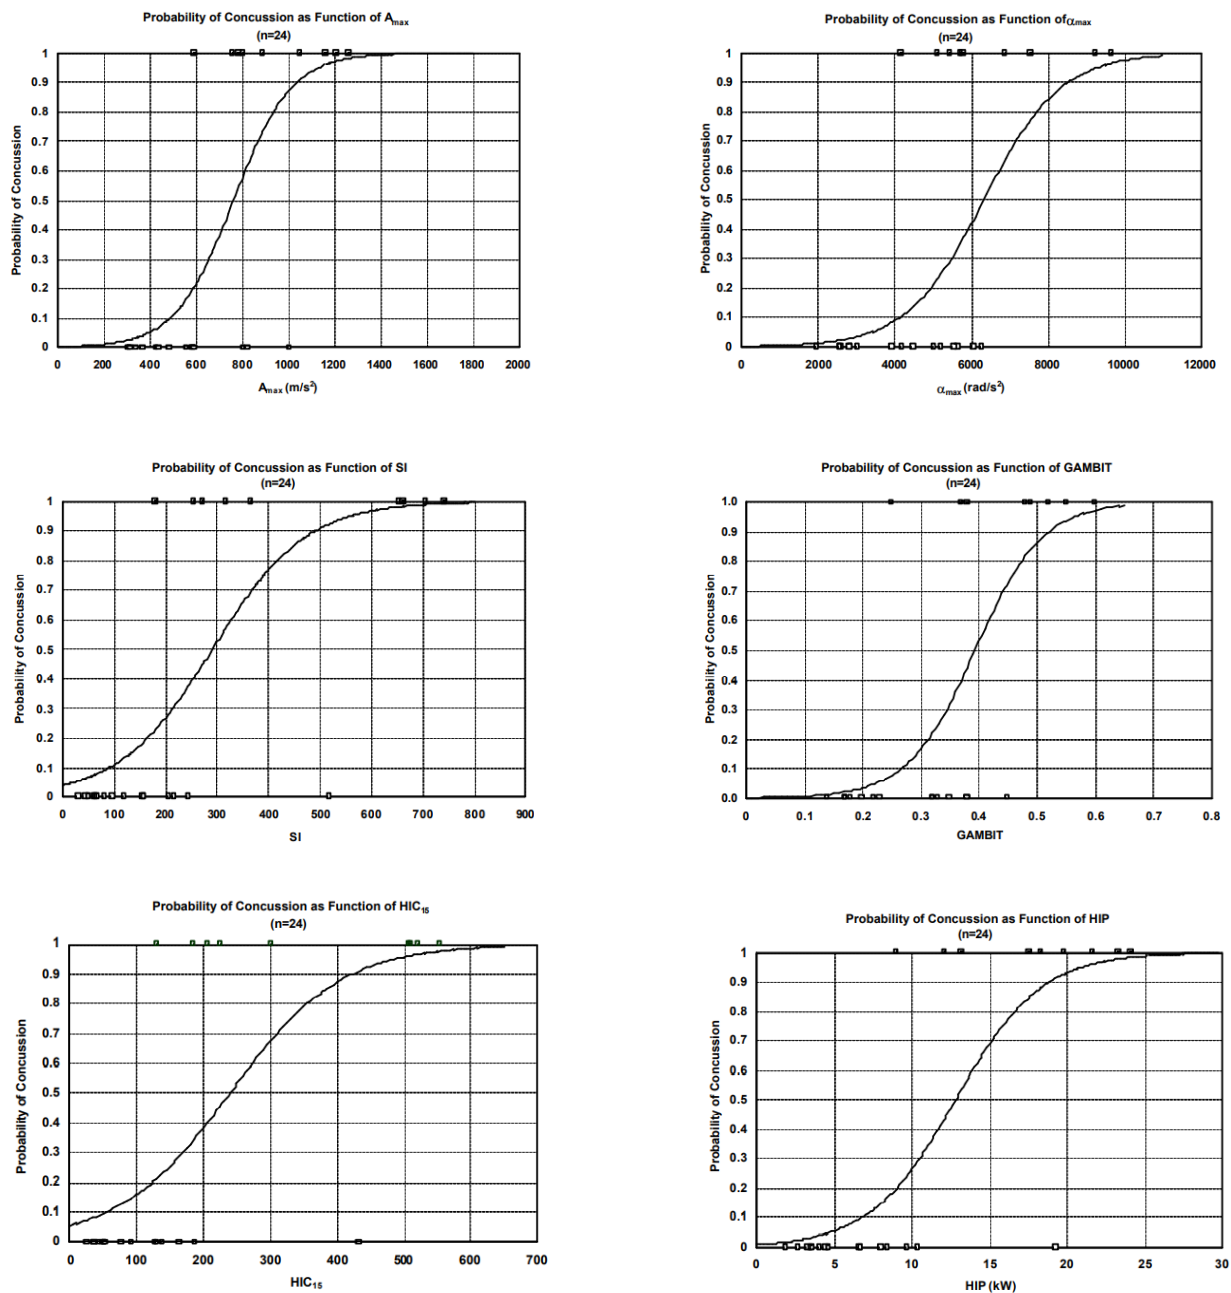 Probability of Concussion as Function of Amax
(n=24)
1
0.9
0.8
0.7
0.6
0.5
0.4
0.3
0.2
0.1
0
Probability of Concussion
0 200 400 600 800 1000 1200 1400 1600 1800 2000
Amax (m/s²)
Probability of Concussion as Function of αmax
(n=24)
1
0.9
0.8
0.7
0.6
0.5
0.4
0.3
0.2
0.1
0
Probability of Concussion
0 2000 4000 6000 8000 10000 12000
αmax (rad/s²)
Probability of Concussion as Function of SI
(n=24)
1
0.9
0.8
0.7
0.6
0.5
0.4
0.3
0.2
0.1
0
Probability of Concussion
0 100 200 300 400 500 600 700 800 900
SI
Probability of Concussion as Function of GAMBIT
(n=24)
1.0
0.9
0.8
0.7
0.6
0.5
0.4
0.3
0.2
0.1
0.0
Probability of Concussion
0 0.1 0.2 0.3 0.4 0.5 0.6 0.7 0.8
GAMBIT
Probability of Concussion as Function of HIC15
(n=24)
1
0.9
0.8
0.7
0.6
0.5
0.4
0.3
0.2
0.1
0
Probability of Concussion
0 100 200 300 400 500 600 700
HIC15
Probability of Concussion as Function of HIP
(n=24)
1
0.9
0.8
0.7
0.6
0.5
0.4
0.3
0.2
0.1
0
Probability of Concussion
0 5 10 15 20 25 30
HIP (kW)